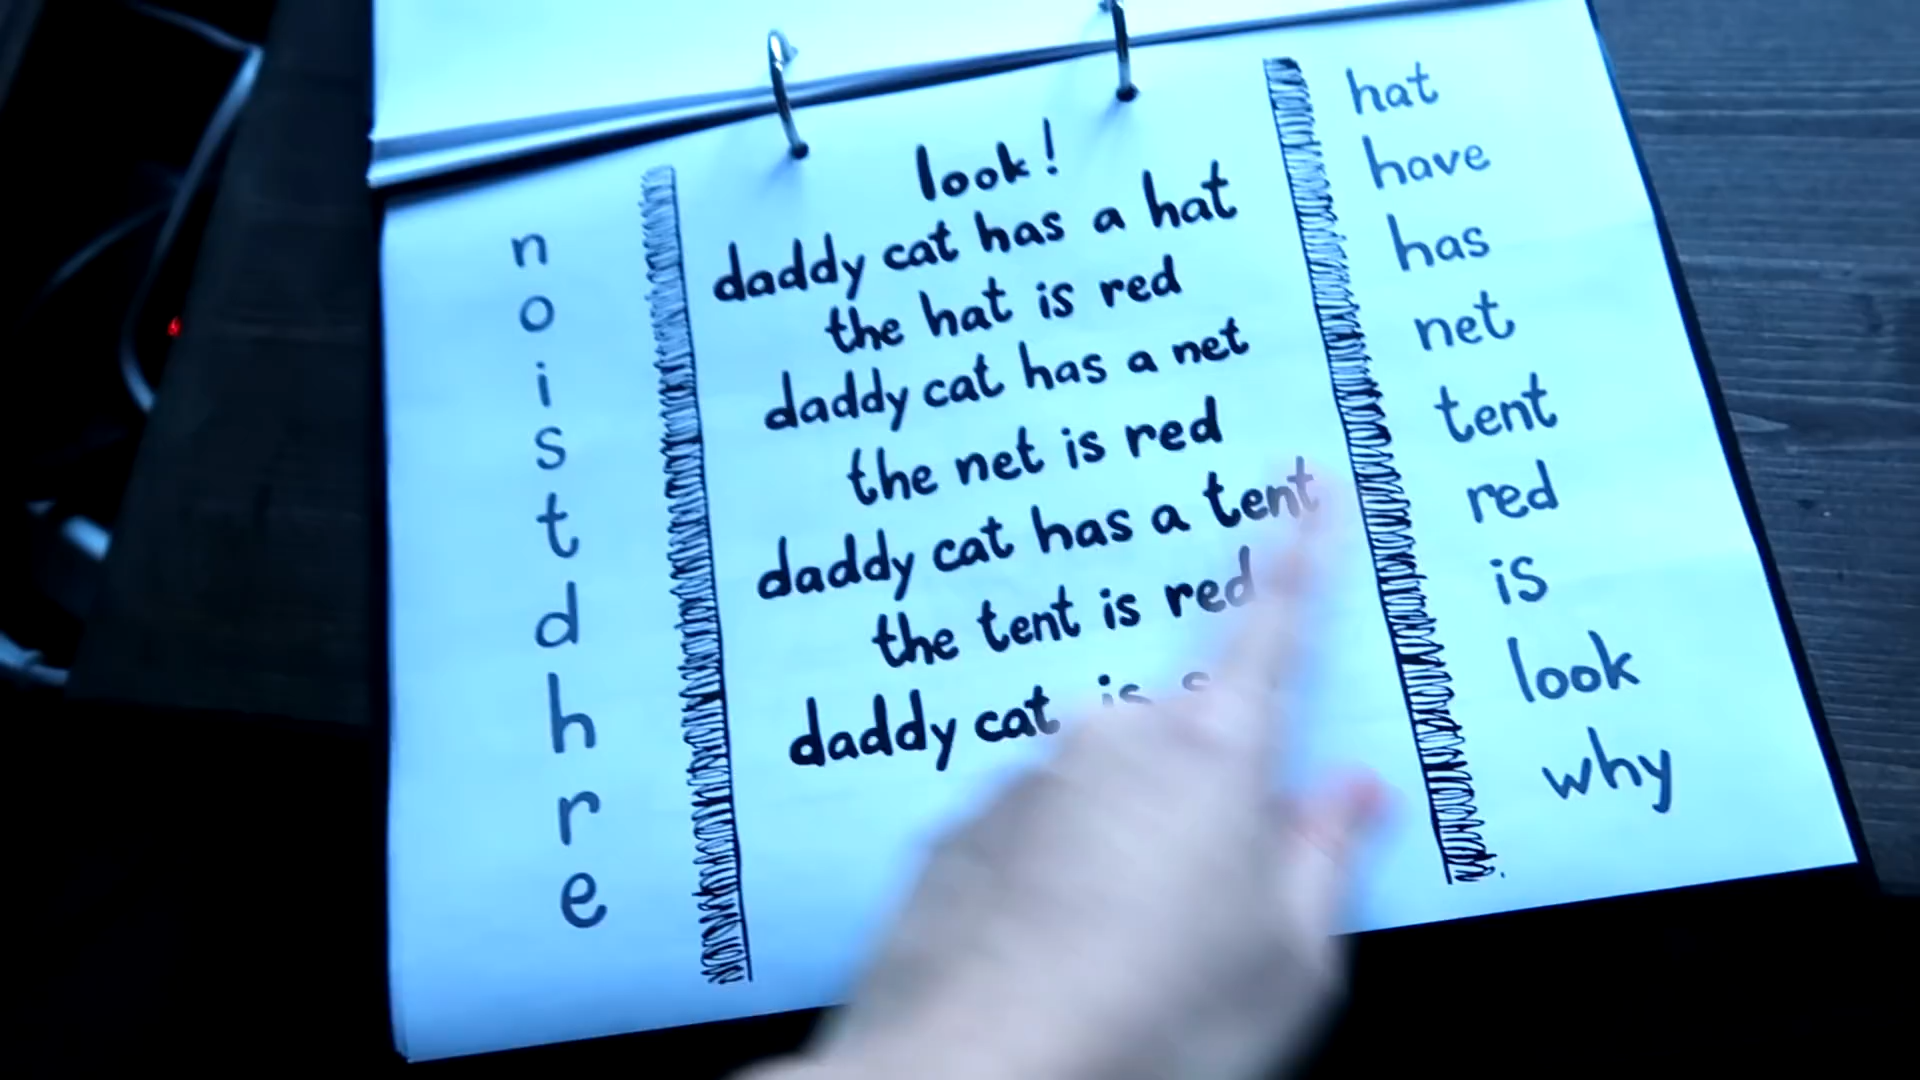 n
o
i
s
t
d
h
r
e
look!
daddy cat has a hat
the hat is red
daddy cat has a net
the net is red
daddy cat has a tent
the tent is red
daddy cat is
hat
have
has
net
tent
red
is
look
why